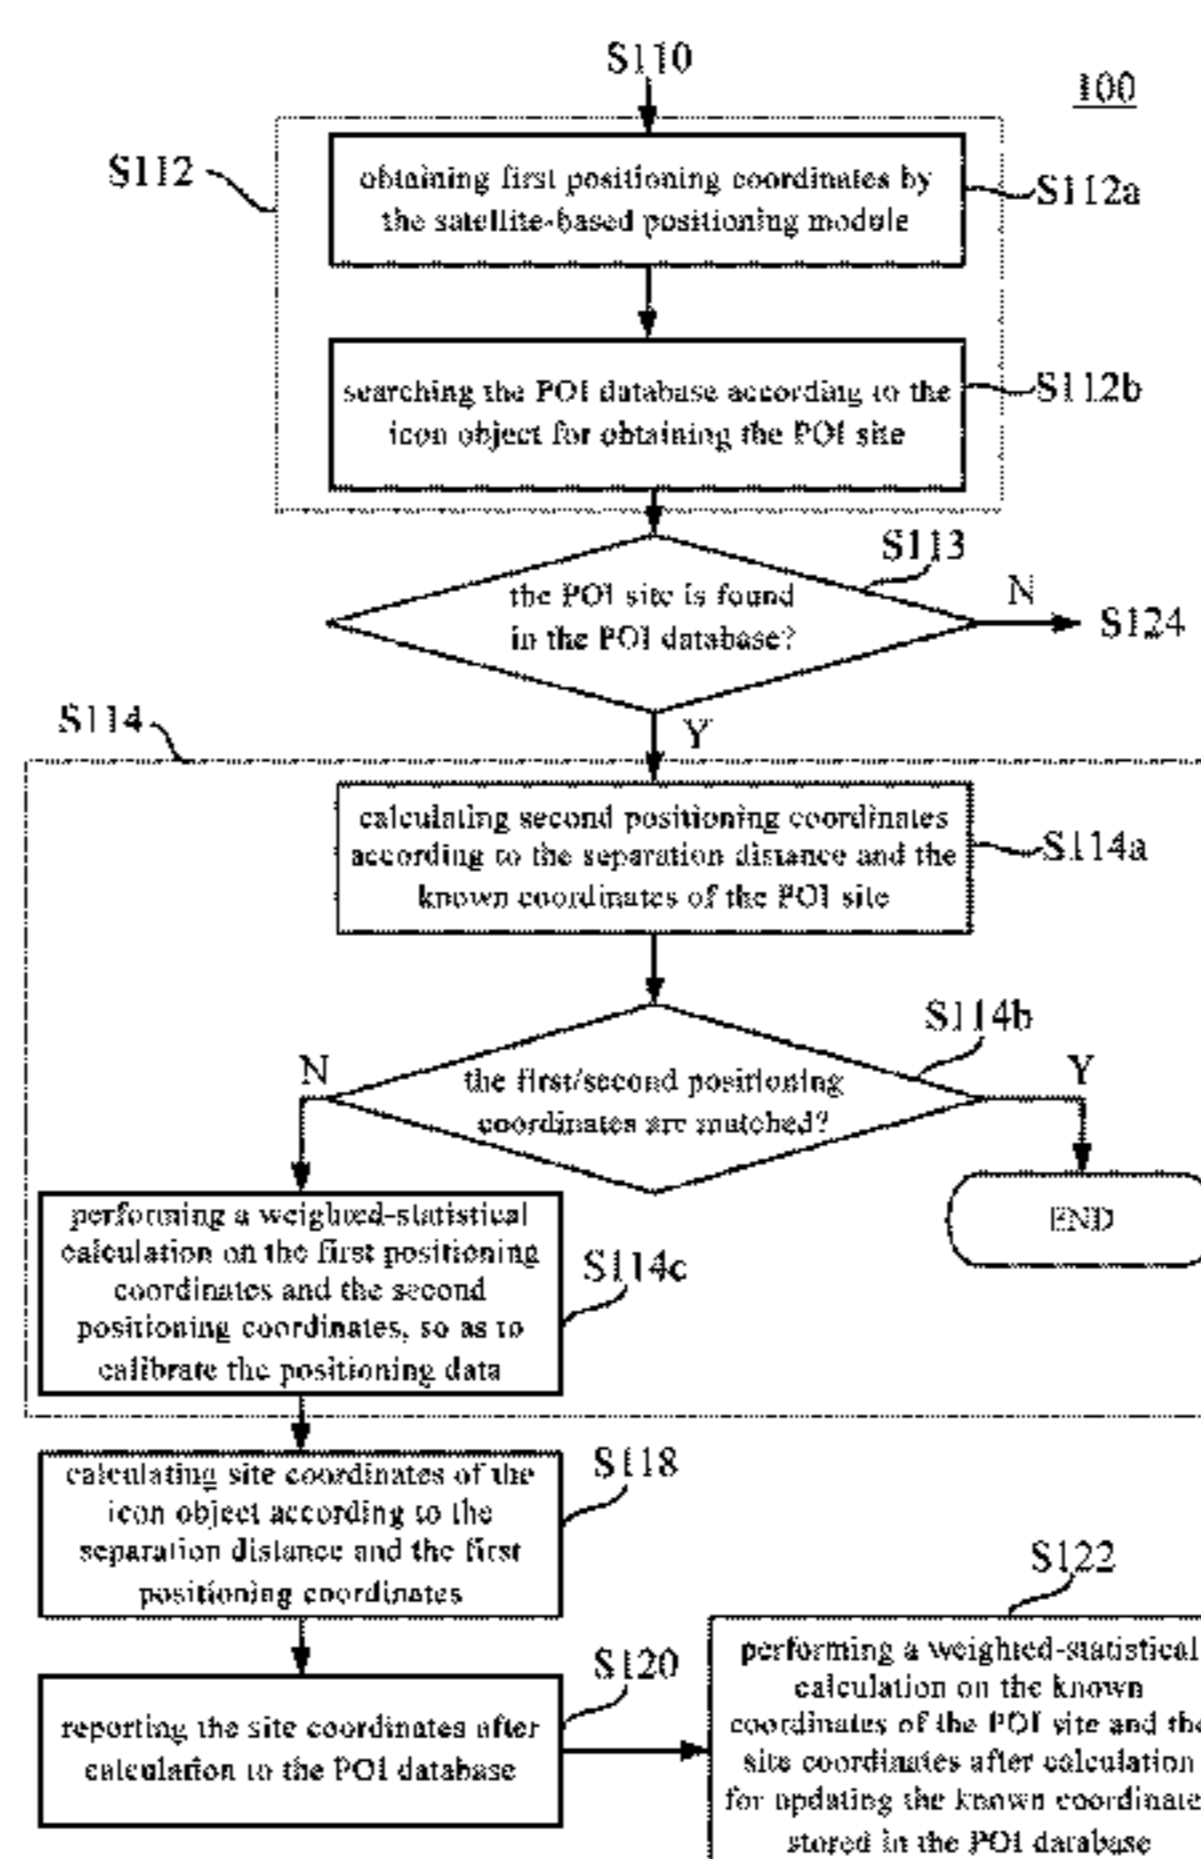 S110
100
S112
obtaining first positioning coordinates by
the satellite-based positioning module
S112a
searching the POI database according to the
icon object for obtaining the POI site
S112b
S113
the POI site is found
in the POI database?
N
S124
Y
S114
calculating second positioning coordinates
according to the separation distance and the
known coordinates of the POI site
S114a
S114b
the first/second positioning
coordinates are matched?
N
Y
END
performing a weighted-statistical
calculation on the first positioning
coordinates and the second
positioning coordinates, so as to
calibrate the positioning data
S114c
calculating site coordinates of the
icon object according to the
separation distance and the first
positioning coordinates
S118
reporting the site coordinates after
calculation to the POI database
S120
S122
performing a weighted-statistical
calculation on the known
coordinates of the POI site and the
site coordinates after calculation
for updating the known coordinate
stored in the POI database